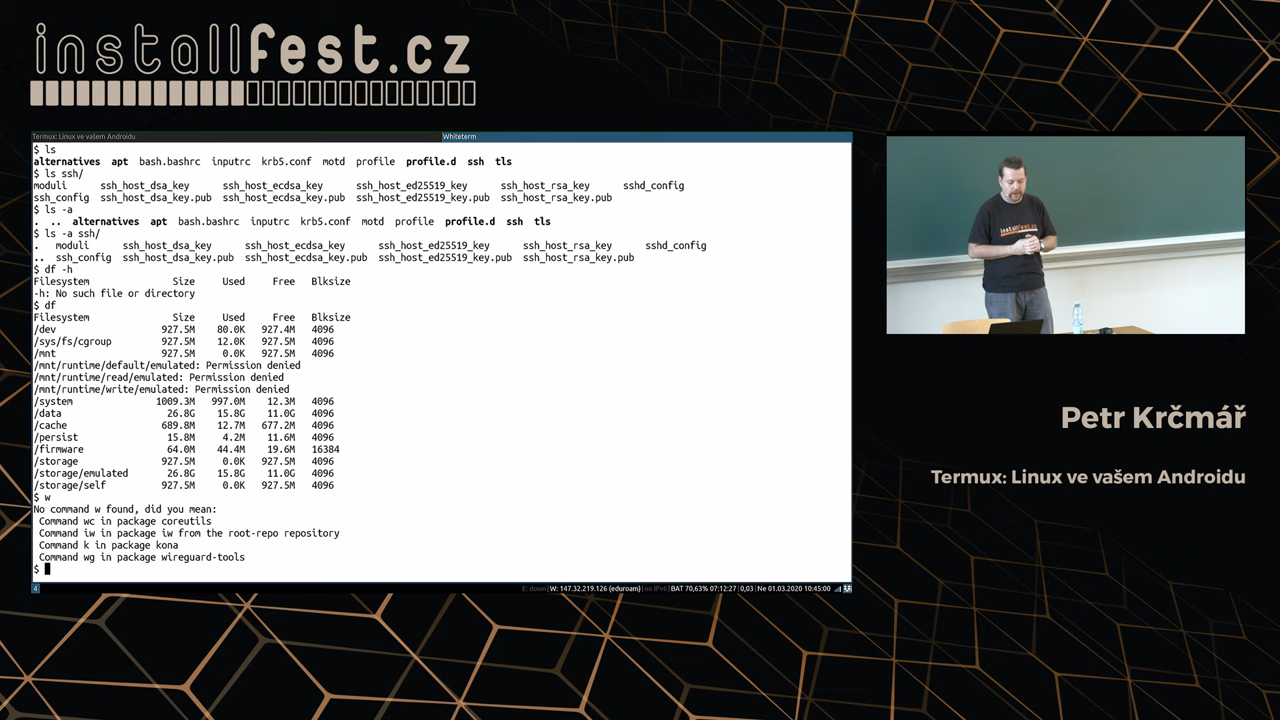 installfest.cz
Termux: Linux ve vašem Androidu
Whiteterm
$ ls
alternatives apt bash.bashrc inputrc krb5.conf motd profile profile.d ssh tls
$ ls ssh/
moduli ssh_host_dsa_key ssh_host_ecdsa_key ssh_host_ed25519_key ssh_host_rsa_key sshd_config
ssh_config ssh_host_dsa_key.pub ssh_host_ecdsa_key.pub ssh_host_ed25519_key.pub ssh_host_rsa_key.pub
$ ls -a
. .. alternatives apt bash.bashrc inputrc krb5.conf motd profile profile.d ssh tls
$ ls -a ssh/
. moduli ssh_host_dsa_key ssh_host_ecdsa_key ssh_host_ed25519_key ssh_host_rsa_key sshd_config
.. ssh_config ssh_host_dsa_key.pub ssh_host_ecdsa_key.pub ssh_host_ed25519_key.pub ssh_host_rsa_key.pub
$ df -h
Filesystem Size Used Free Blksize
-h: No such file or directory
$ df
Filesystem Size Used Free Blksize
/dev 927.5M 80.0K 927.4M 4096
/sys/fs/cgroup 927.5M 12.0K 927.5M 4096
/mnt 927.5M 0.0K 927.5M 4096
/mnt/runtime/default/emulated: Permission denied
/mnt/runtime/read/emulated: Permission denied
/mnt/runtime/write/emulated: Permission denied
/system 1009.3M 997.0M 12.3M 4096
/data 26.8G 15.8G 11.0G 4096
/cache 689.8M 12.7M 677.2M 4096
/persist 15.8M 4.2M 11.6M 4096
/firmware 64.0M 44.4M 19.6M 16384
/storage 927.5M 0.0K 927.5M 4096
/storage/emulated 26.8G 15.8G 11.0G 4096
/storage/self 927.5M 0.0K 927.5M 4096
$ w
No command w found, did you mean:
Command wc in package coreutils
Command iw in package iw from the root-repo repository
Command k in package kona
Command wg in package wireguard-tools
$
4
E: down|W: 147.32.219.126 (eduroam)|no IPv6|BAT 70,63% 07:12:27|0,03|Ne 01.03.2020 10:45:00
installfest
Petr Krčmář
Termux: Linux ve vašem Androidu